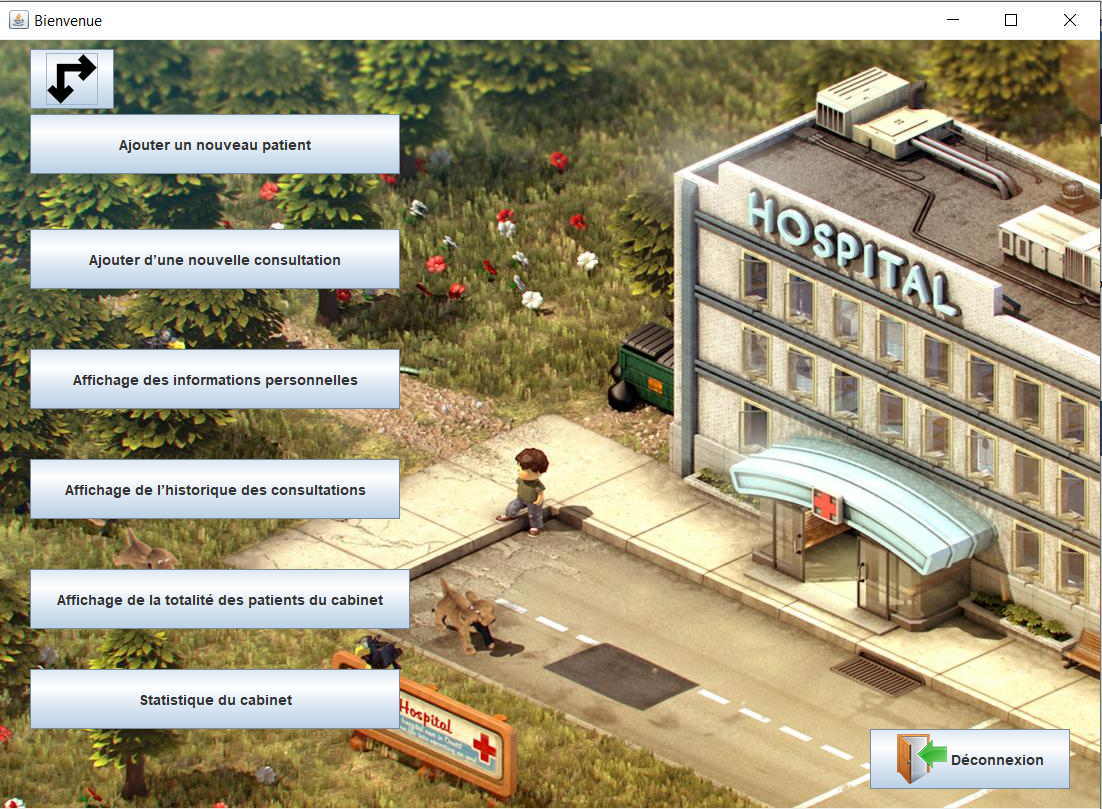 Bienvenue
Ajouter un nouveau patient
Ajouter d’une nouvelle consultation
Affichage des informations personnelles
Affichage de l’historique des consultations
Affichage de la totalité des patients du cabinet
Statistique du cabinet
HOSPITAL
Hospital
Déconnexion